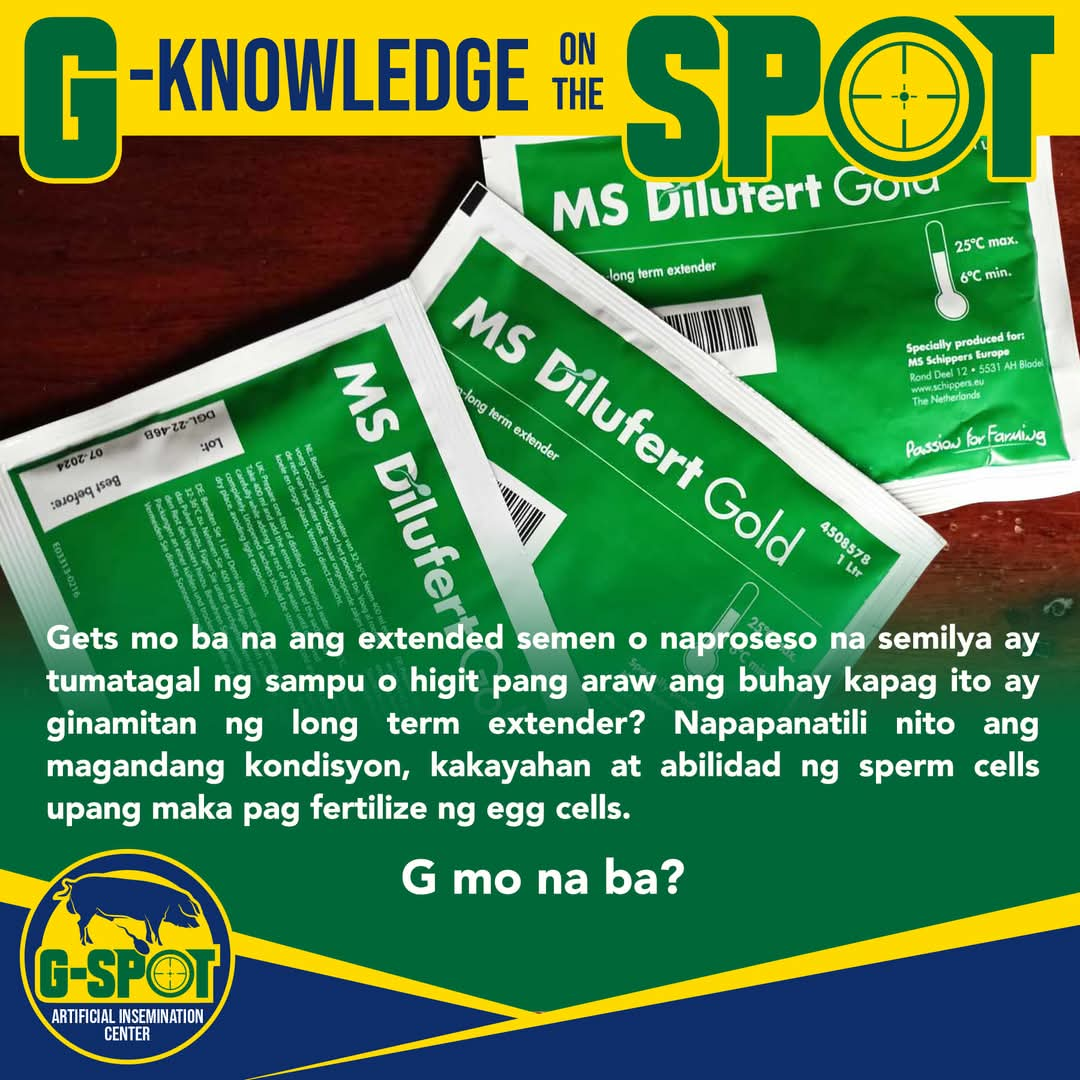 G-KNOWLEDGE ON THE SPOT
MS Dilufert Gold
-long term extender
25°C max.
6°C min.
Specially produced for:
MS Schippers Europe
Rond Deel 12 • 5531 AH Bladel
www.schippers.eu
The Netherlands
Passion for Farming
MS Dilufert Gold
-long term extender
4508578
1 Ltr
MS Dilufert
Lot:
DGL-22-46B
Best before:
07.2024
E03313-0216
Gets mo ba na ang extended semen o naproseso na semilya ay
tumatagal ng sampu o higit pang araw ang buhay kapag ito ay
ginamitan ng long term extender? Napapanatili nito ang
magandang kondisyon, kakayahan at abilidad ng sperm cells
upang maka pag fertilize ng egg cells.
G mo na ba?
G-SPOT
ARTIFICIAL INSEMINATION
CENTER